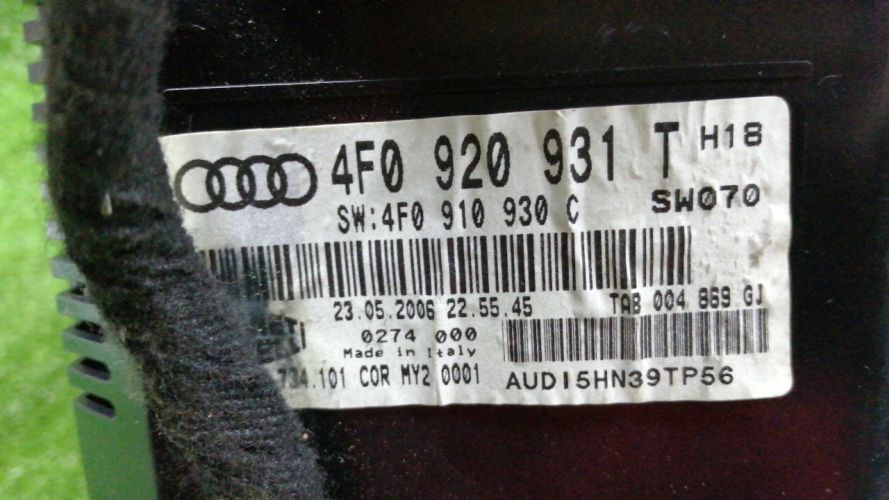 4F0 920 931 T H18
SW:4F0 910 930 C SW070
23.05.2006 22.55.45 TAB 004 869 GJ
0274 000
Made in Italy
734.101 COR MY2 0001
AUDI5HN39TP56